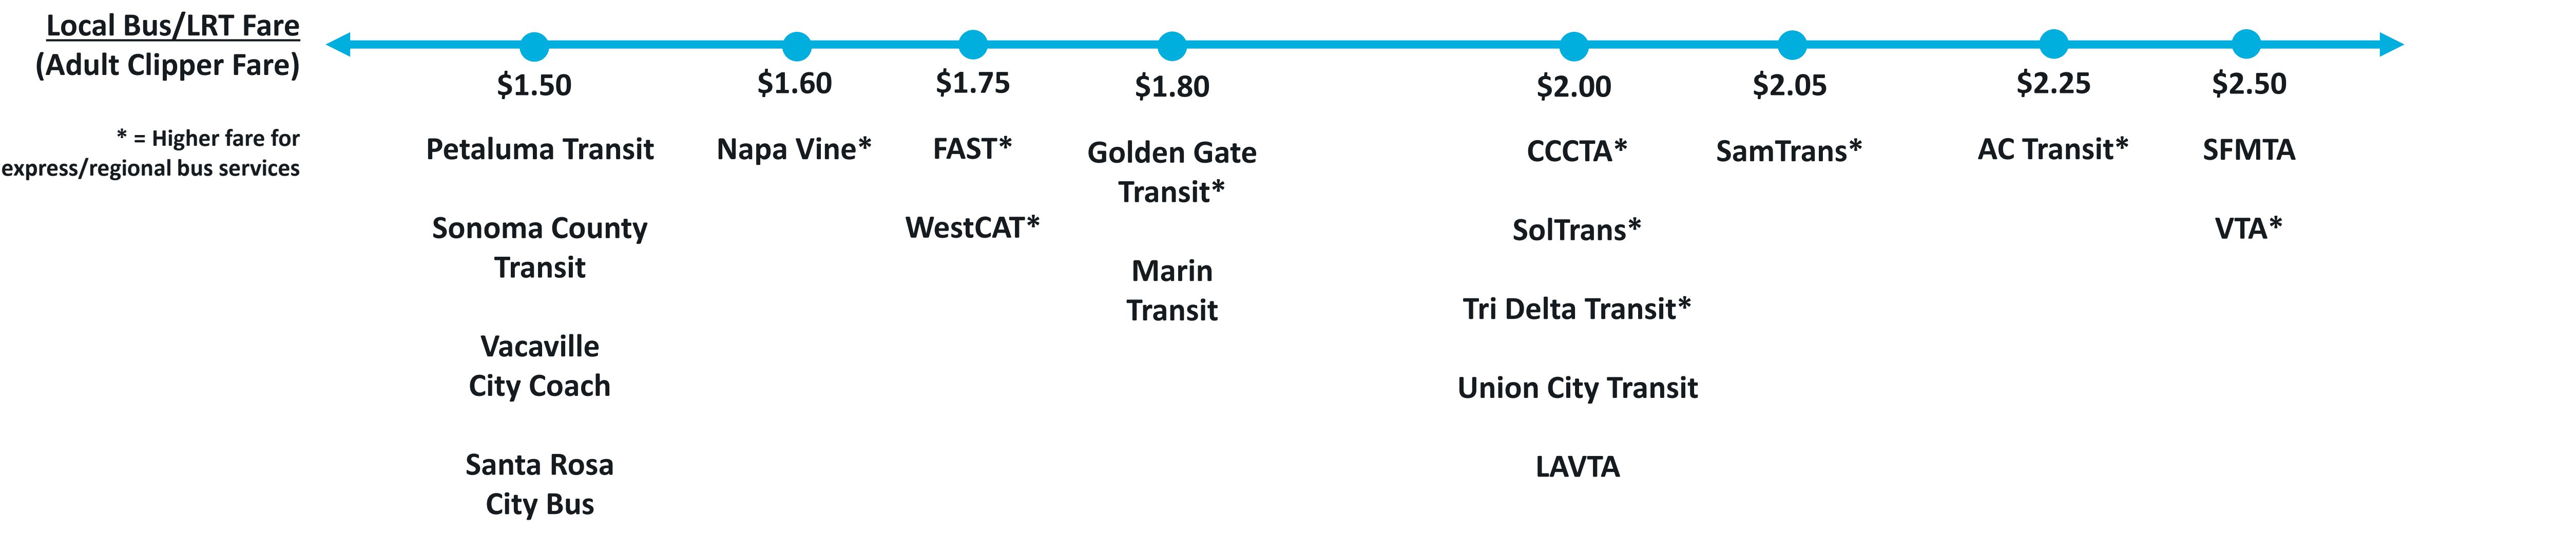 Local Bus/LRT Fare
(Adult Clipper Fare)
* = Higher fare for
express/regional bus services
$1.50
Petaluma Transit
Sonoma County
Transit
Vacaville
City Coach
Santa Rosa
City Bus
$1.60
Napa Vine*
$1.75
FAST*
WestCAT*
$1.80
Golden Gate
Transit*
Marin
Transit
$2.00
CCCTA*
SolTrans*
Tri Delta Transit*
Union City Transit
LAVTA
$2.05
SamTrans*
$2.25
AC Transit*
$2.50
SFMTA
VTA*